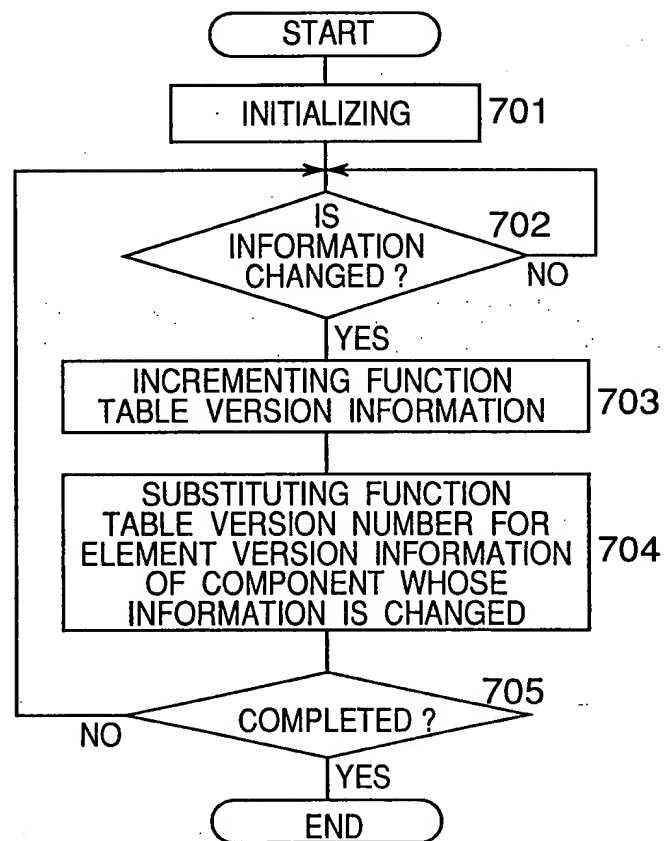 START
INITIALIZING
701
IS
INFORMATION
CHANGED ?
702
NO
YES
INCREMENTING FUNCTION
TABLE VERSION INFORMATION
703
SUBSTITUTING FUNCTION
TABLE VERSION NUMBER FOR
ELEMENT VERSION INFORMATION
OF COMPONENT WHOSE
INFORMATION IS CHANGED
704
COMPLETED ?
705
NO
YES
END